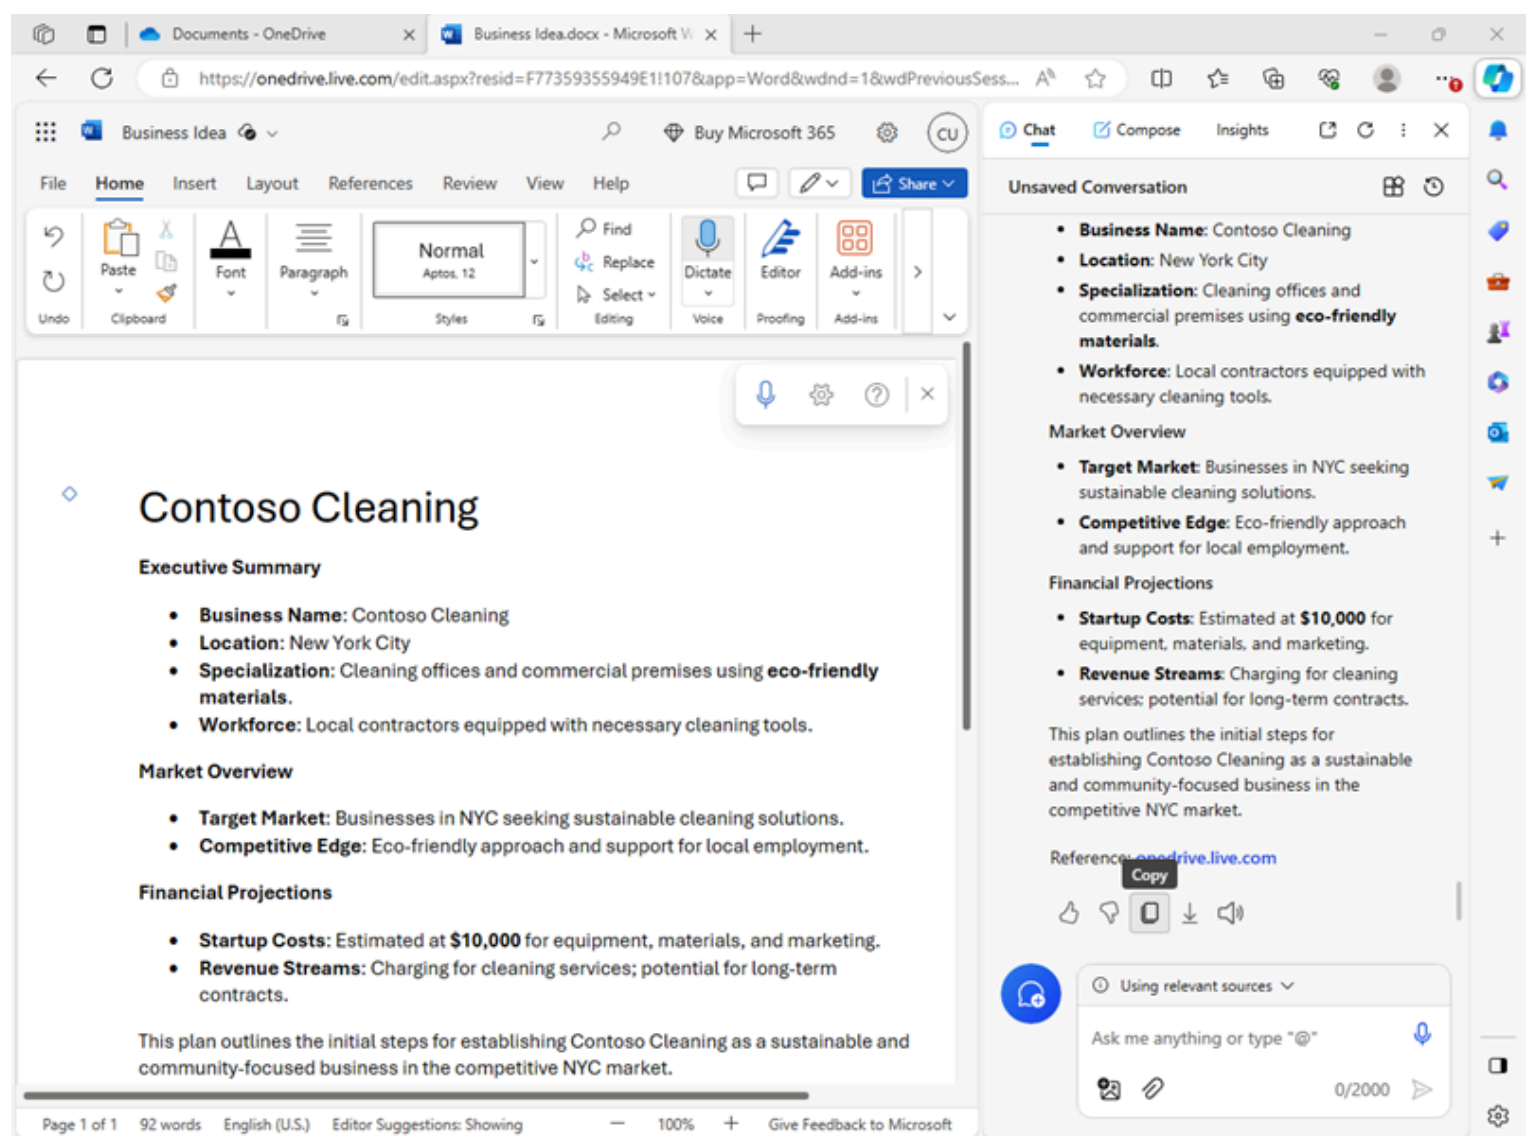 Documents - OneDrive
Business Idea.docx - Microsoft W
https://onedrive.live.com/edit.aspx?resid=F77359355949E1!107&app=Word&wdnd=1&wdPreviousSess...
Business Idea
Buy Microsoft 365
CU
File Home Insert Layout References Review View Help
Share
Paste
Font
Paragraph
Normal
Aptos, 12
Find
Replace
Select
Dictate
Editor
Add-ins
Undo
Clipboard
Styles
Editing
Voice
Proofing
Add-ins
Contoso Cleaning
Executive Summary
• Business Name: Contoso Cleaning
• Location: New York City
• Specialization: Cleaning offices and commercial premises using eco-friendly
materials.
• Workforce: Local contractors equipped with necessary cleaning tools.
Market Overview
• Target Market: Businesses in NYC seeking sustainable cleaning solutions.
• Competitive Edge: Eco-friendly approach and support for local employment.
Financial Projections
• Startup Costs: Estimated at $10,000 for equipment, materials, and marketing.
• Revenue Streams: Charging for cleaning services; potential for long-term
contracts.
This plan outlines the initial steps for establishing Contoso Cleaning as a sustainable and
community-focused business in the competitive NYC market.
Page 1 of 1 92 words English (U.S.) Editor Suggestions: Showing
100%
Give Feedback to Microsoft
Chat Compose Insights
Unsaved Conversation
• Business Name: Contoso Cleaning
• Location: New York City
• Specialization: Cleaning offices and
commercial premises using eco-friendly
materials.
• Workforce: Local contractors equipped with
necessary cleaning tools.
Market Overview
• Target Market: Businesses in NYC seeking
sustainable cleaning solutions.
• Competitive Edge: Eco-friendly approach
and support for local employment.
Financial Projections
• Startup Costs: Estimated at $10,000 for
equipment, materials, and marketing.
• Revenue Streams: Charging for cleaning
services; potential for long-term contracts.
This plan outlines the initial steps for
establishing Contoso Cleaning as a sustainable
and community-focused business in the
competitive NYC market.
Reference: onedrive.live.com
Copy
Using relevant sources
Ask me anything or type "@"
0/2000